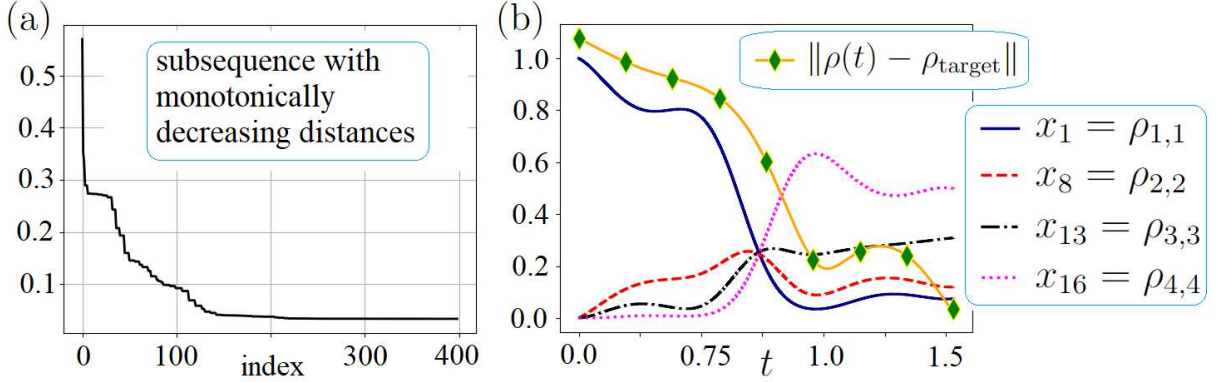 (a)
0.5
0.4
0.3
0.2
0.1
0
100
300
400
index
subsequence with
monotonically
decreasing distances
(b)
1.0
0.8
0.6
0.4
0.2
0.0
0.0
0.75
t
1.0
1.5
‖ρ(t) − ρ_target‖
x₁ = ρ₁,₁
x₈ = ρ₂,₂
x₁₃ = ρ₃,₃
x₁₆ = ρ₄,₄